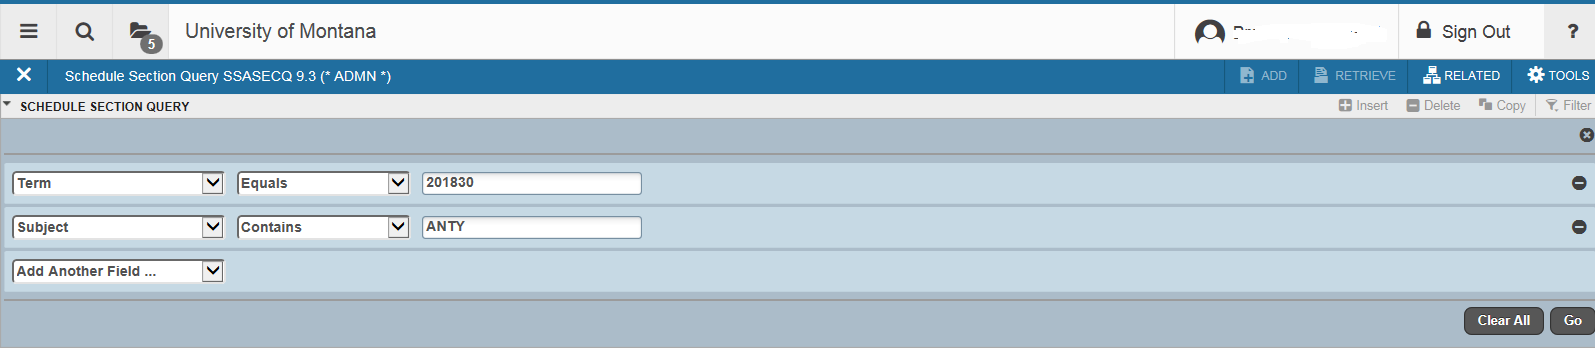 University of Montana Sign Out ?
5
Schedule Section Query SSASECQ 9.3 (* ADMN *) ADD RETRIEVE RELATED TOOLS
SCHEDULE SECTION QUERY Insert Delete Copy Filter
Term Equals 201830
Subject Contains ANTY
Add Another Field ...
Clear All Go